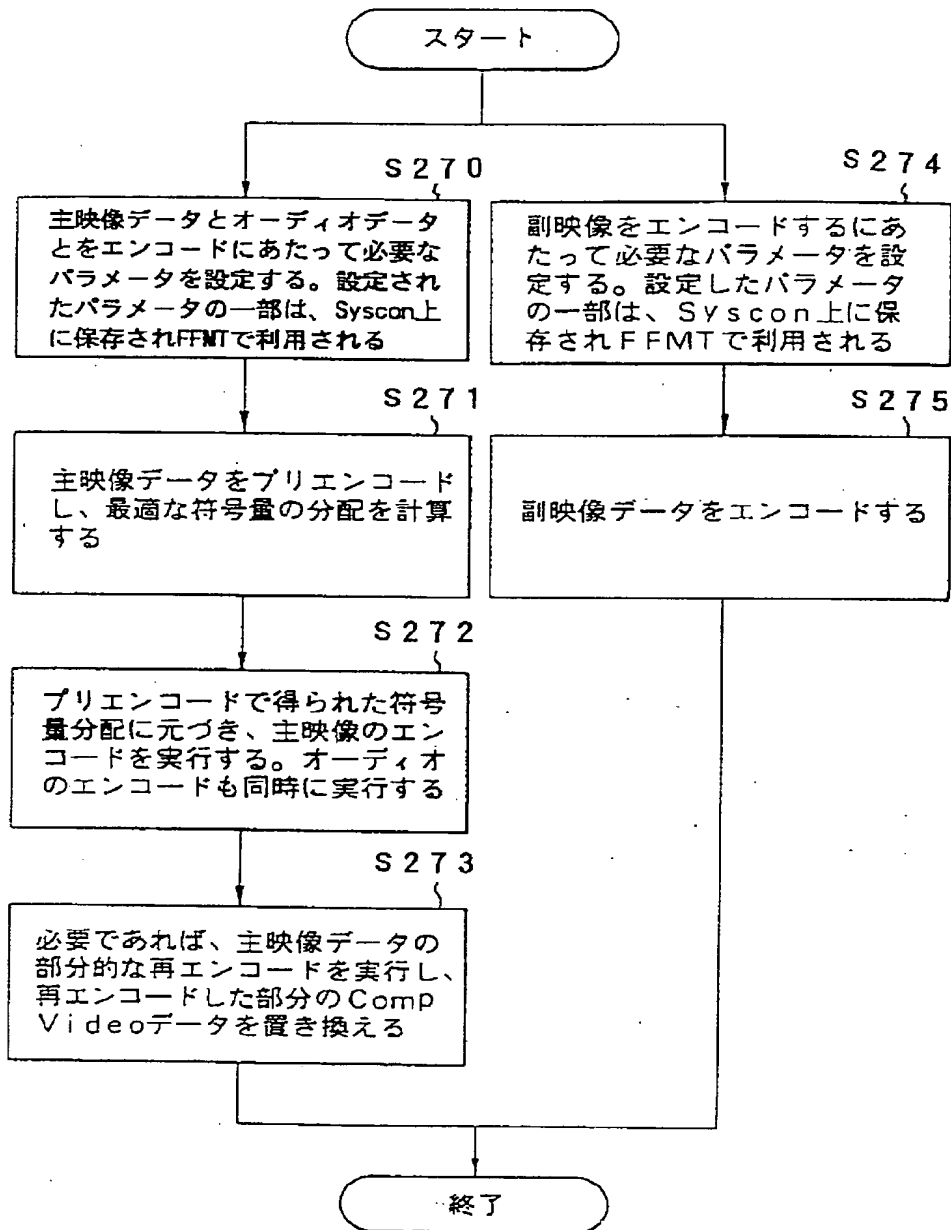 スタート
S270
主映像データとオーディオデータ
とをエンコードにあたって必要な
パラメータを設定する。設定され
たパラメータの一部は、Syscon上
に保存されFFMTで利用される
S271
主映像データをプリエンコード
し、最適な符号量の分配を計算
する
S272
プリエンコードで得られた符号
量分配に元づき、主映像のエン
コードを実行する。オーディオ
のエンコードも同時に実行する
S273
必要であれば、主映像データの
部分的な再エンコードを実行し、
再エンコードした部分のComp
Videoデータを置き換える
S274
副映像をエンコードするにあ
たって必要なパラメータを設
定する。設定したパラメータ
の一部は、Syscon上に保
存されFFMTで利用される
S275
副映像データをエンコードする
終了